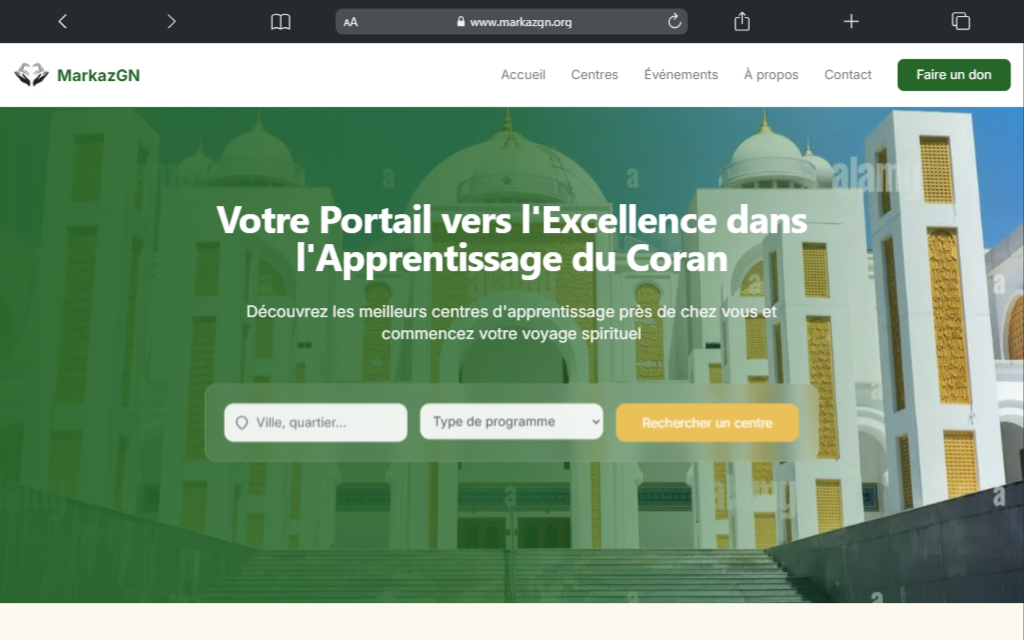 AA
www.markazgn.org
MarkazGN
Accueil
Centres
Événements
À propos
Contact
Faire un don
alamy
a
a
Votre Portail vers l'Excellence dans
l'Apprentissage du Coran
a
a
alamy
Découvrez les meilleurs centres d'apprentissage près de chez vous et
commencez votre voyage spirituel
Ville, quartier...
Type de programme
Rechercher un centre
a
alamy
a
a
a